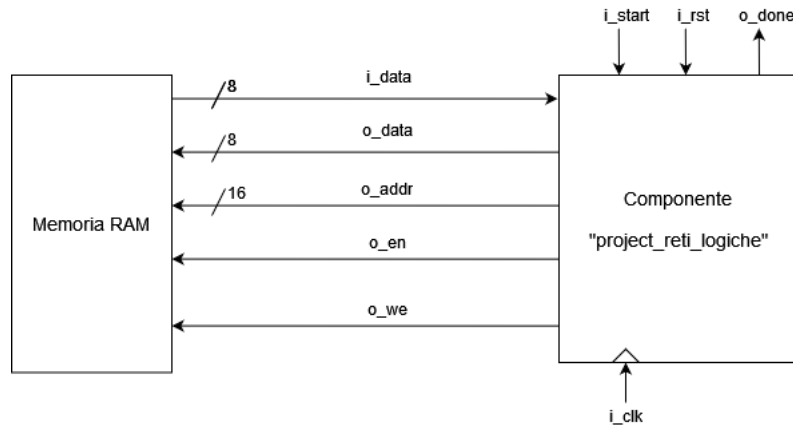 i_start
i_rst
o_done
8
i_data
8
o_data
16
o_addr
Memoria RAM
Componente
"project_reti_logiche"
o_en
o_we
i_clk